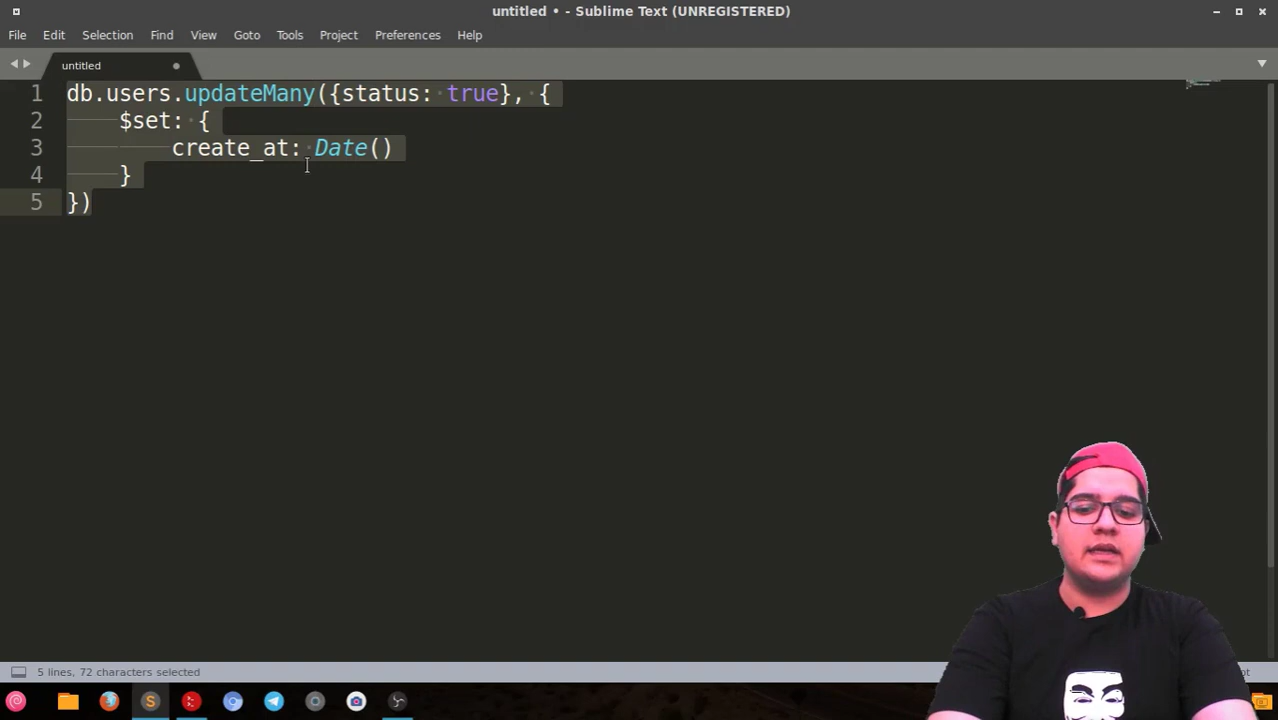 untitled • - Sublime Text (UNREGISTERED)
File Edit Selection Find View Goto Tools Project Preferences Help
untitled
1 db.users.updateMany({status: true}, {
2 $set: {
3 create_at: Date()
4 }
5 })
5 lines, 72 characters selected